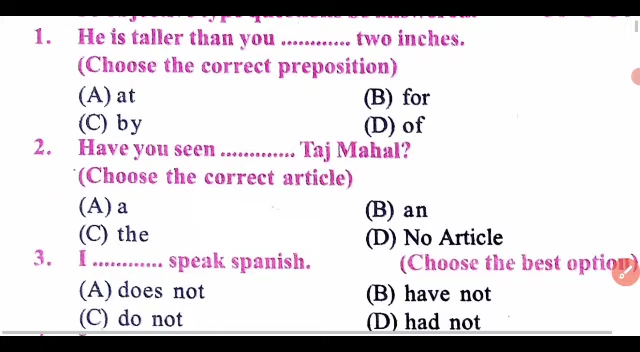 1. He is taller than you ............ two inches.
(Choose the correct preposition)
(A) at (B) for
(C) by (D) of
2. Have you seen ............. Taj Mahal?
(Choose the correct article)
(A) a (B) an
(C) the (D) No Article
3. I ............ speak spanish. (Choose the best option)
(A) does not (B) have not
(C) do not (D) had not